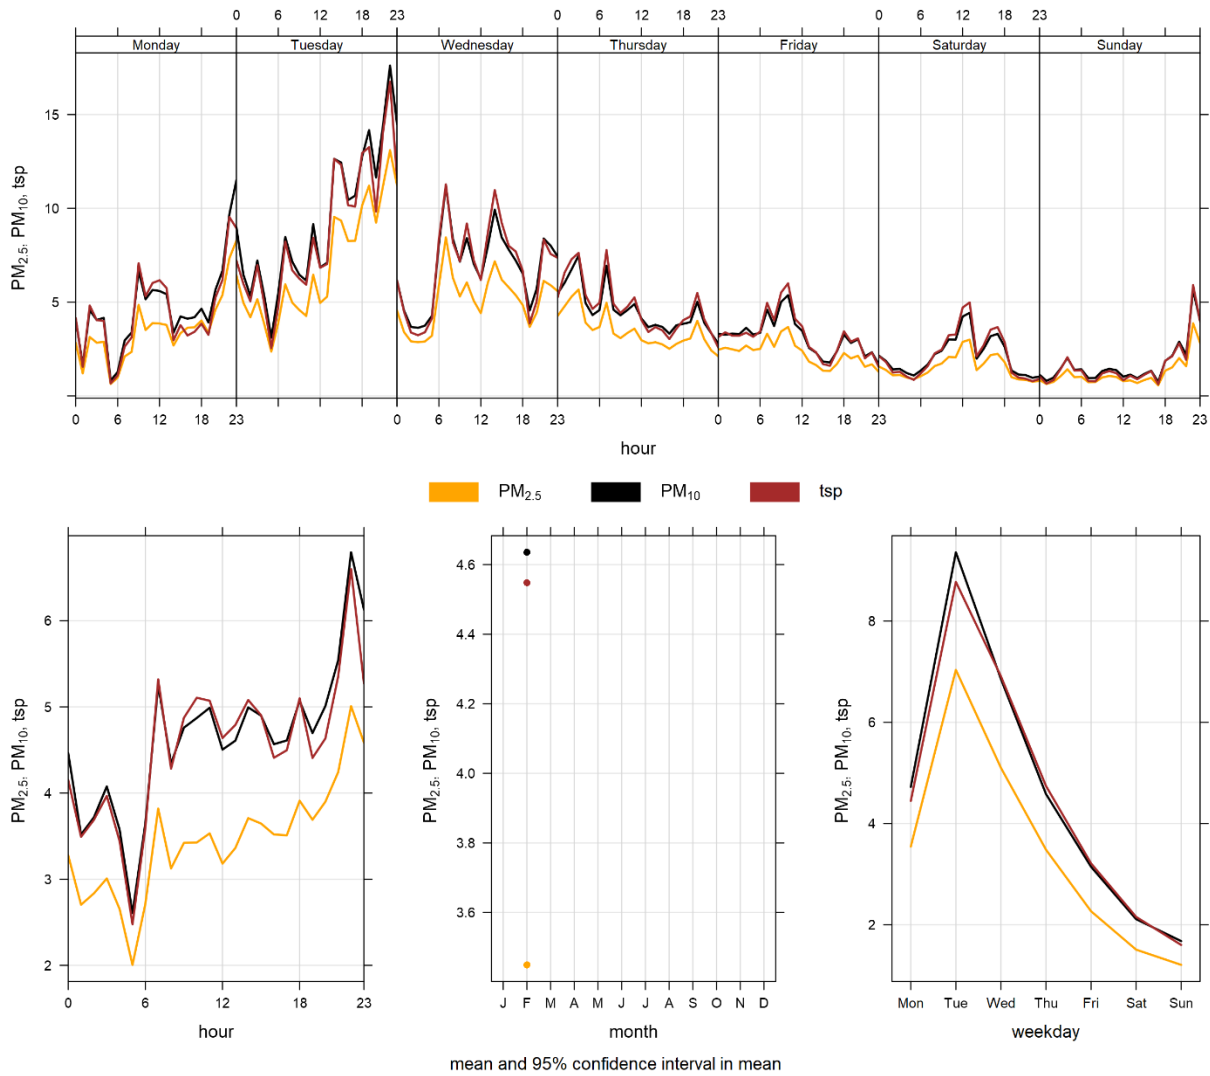 0 6 12 18 23 0 6 12 18 23 0 6 12 18 23
Monday Tuesday Wednesday Thursday Friday Saturday Sunday
15
10
5
PM2.5, PM10, tsp
0 6 12 18 23 0 6 12 18 23 0 6 12 18 23 0 6 12 18 23
hour
PM2.5 PM10 tsp
6
5
4
3
2
PM2.5, PM10, tsp
0 6 12 18 23
hour
4.6
4.4
4.2
4.0
3.8
3.6
PM2.5, PM10, tsp
J F M A M J J A S O N D
month
8
6
4
2
PM2.5, PM10, tsp
Mon Tue Wed Thu Fri Sat Sun
weekday
mean and 95% confidence interval in mean